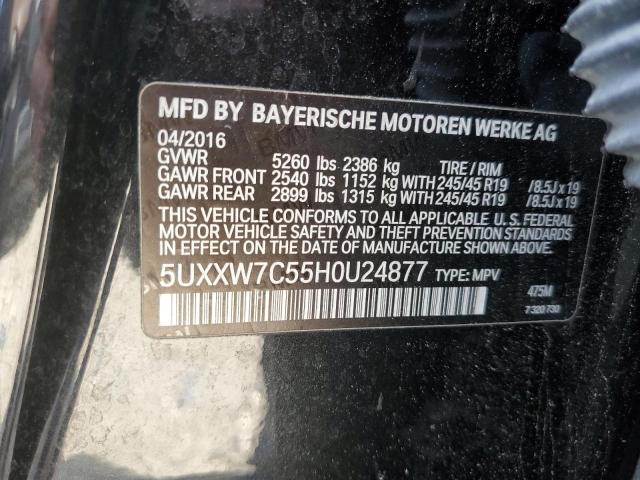 MFD BY BAYERISCHE MOTOREN WERKE AG
04/2016
GVWR 5260 lbs 2386 kg TIRE / RIM
GAWR FRONT 2540 lbs 1152 kg WITH 245/45 R19 /8.5J x 19
GAWR REAR 2899 lbs 1315 kg WITH 245/45 R19 /8.5J x 19
THIS VEHICLE CONFORMS TO ALL APPLICABLE U. S. FEDERAL
MOTOR VEHICLE SAFETY AND THEFT PREVENTION STANDARDS
IN EFFECT ON THE DATE OF MANUFACTURE SHOWN ABOVE.
5UXXW7C55H0U24877 TYPE: MPV
475M
7320730